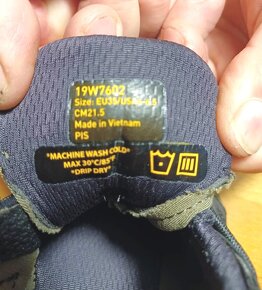 19W7602
Size: EU35/US
CM21.5
Made in Vietnam
PIS
"MACHINE WASH COLD"
MAX 30°C/85°F
"DRIP DRY"